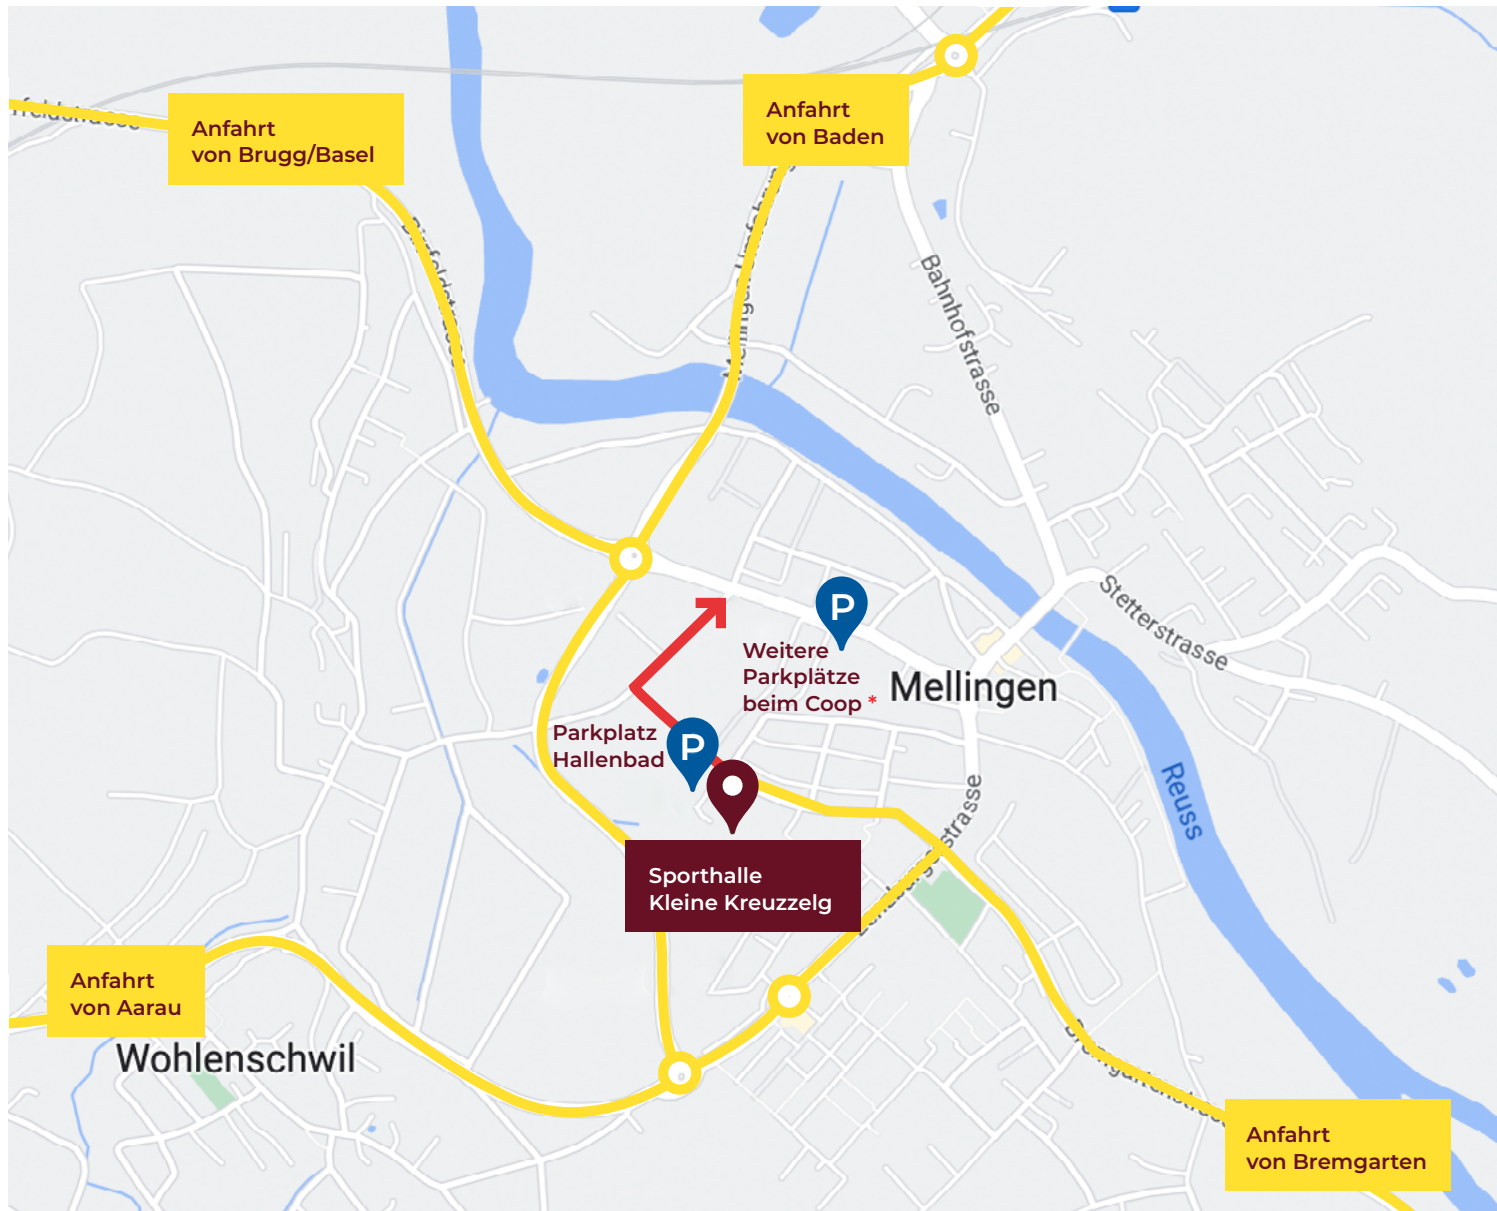 Anfahrt
von Baden
Anfahrt
von Brugg/Basel
Bahnhofstrasse
P
Stetterstrasse
Weitere
Parkplätze
beim Coop *
Mellingen
Parkplatz
Hallenbad
P
Reuss
Sporthalle
Kleine Kreuzzelg
Anfahrt
von Aarau
Wohlenschwil
Anfahrt
von Bremgarten